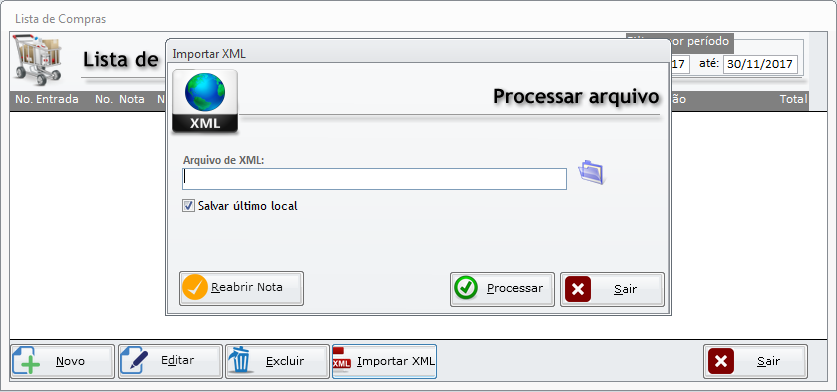 Lista de Compras
Lista de
por período
17 até: 30/11/2017
No. Entrada No. Nota N ão Total
Importar XML
XML
Processar arquivo
Arquivo de XML:
Salvar último local
Reabrir Nota Processar Sair
Novo Editar Excluir XML Importar XML Sair